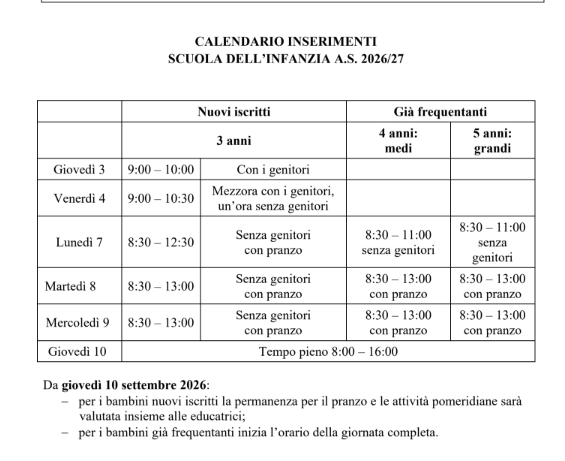 CALENDARIO INSERIMENTI
SCUOLA DELL'INFANZIA A.S. 2026/27
Nuovi iscritti Già frequentanti
3 anni 4 anni: 5 anni:
medi grandi
Giovedì 3 9:00 – 10:00 Con i genitori
Venerdì 4 9:00 – 10:30 Mezzora con i genitori,
un'ora senza genitori
Lunedì 7 8:30 – 12:30 Senza genitori
con pranzo
8:30 – 11:00
senza genitori
8:30 – 11:00
senza
genitori
Martedì 8 8:30 – 13:00 Senza genitori
con pranzo
8:30 – 13:00
con pranzo
8:30 – 13:00
con pranzo
Mercoledì 9 8:30 – 13:00 Senza genitori
con pranzo
8:30 – 13:00
con pranzo
8:30 – 13:00
con pranzo
Giovedì 10 Tempo pieno 8:00 – 16:00
Da giovedì 10 settembre 2026:
– per i bambini nuovi iscritti la permanenza per il pranzo e le attività pomeridiane sarà
valutata insieme alle educatrici;
– per i bambini già frequentanti inizia l'orario della giornata completa.